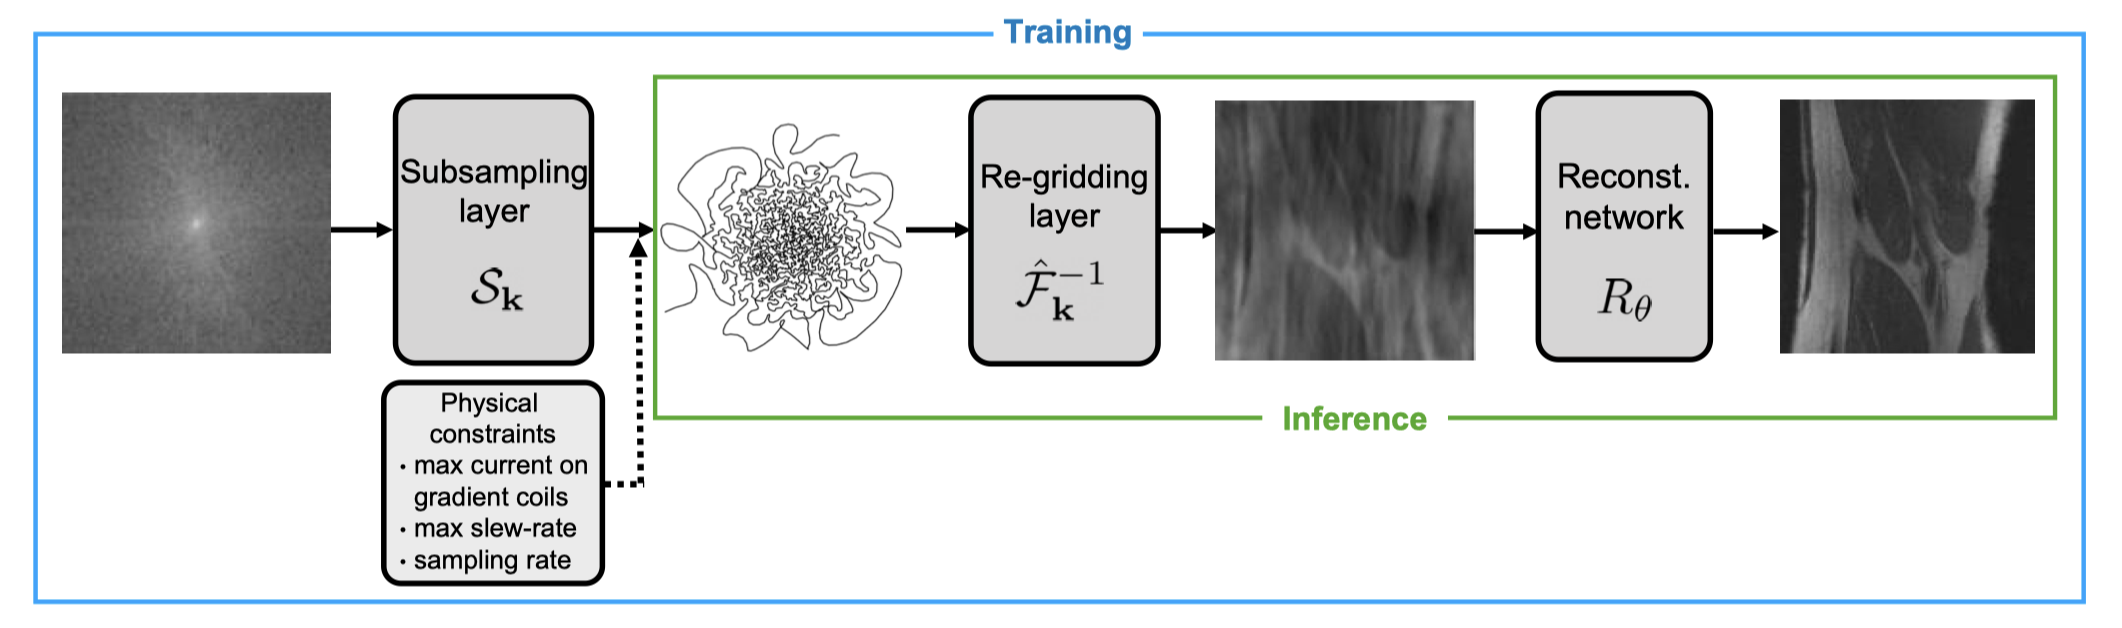 Training
Subsampling
layer
$\mathcal{S}_{\mathbf{k}}$
Physical
constraints
· max current on
gradient coils
· max slew-rate
· sampling rate
Re-gridding
layer
$\hat{\mathcal{F}}_{\mathbf{k}}^{-1}$
Reconst.
network
$R_{\theta}$
Inference